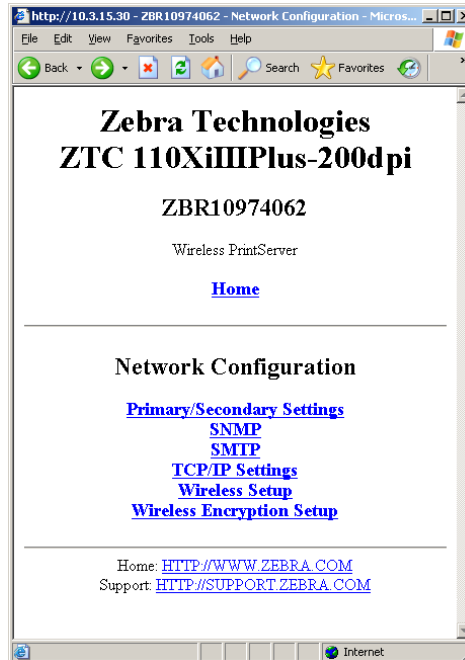 http://10.3.15.30 - ZBR10974062 - Network Configuration - Micros...
File Edit View Favorites Tools Help
Back Search Favorites
Zebra Technologies
ZTC 110XiIIIPlus-200dpi
ZBR10974062
Wireless PrintServer
Home
Network Configuration
Primary/Secondary Settings
SNMP
SMTP
TCP/IP Settings
Wireless Setup
Wireless Encryption Setup
Home: HTTP://WWW.ZEBRA.COM
Support: HTTP://SUPPORT.ZEBRA.COM
Internet